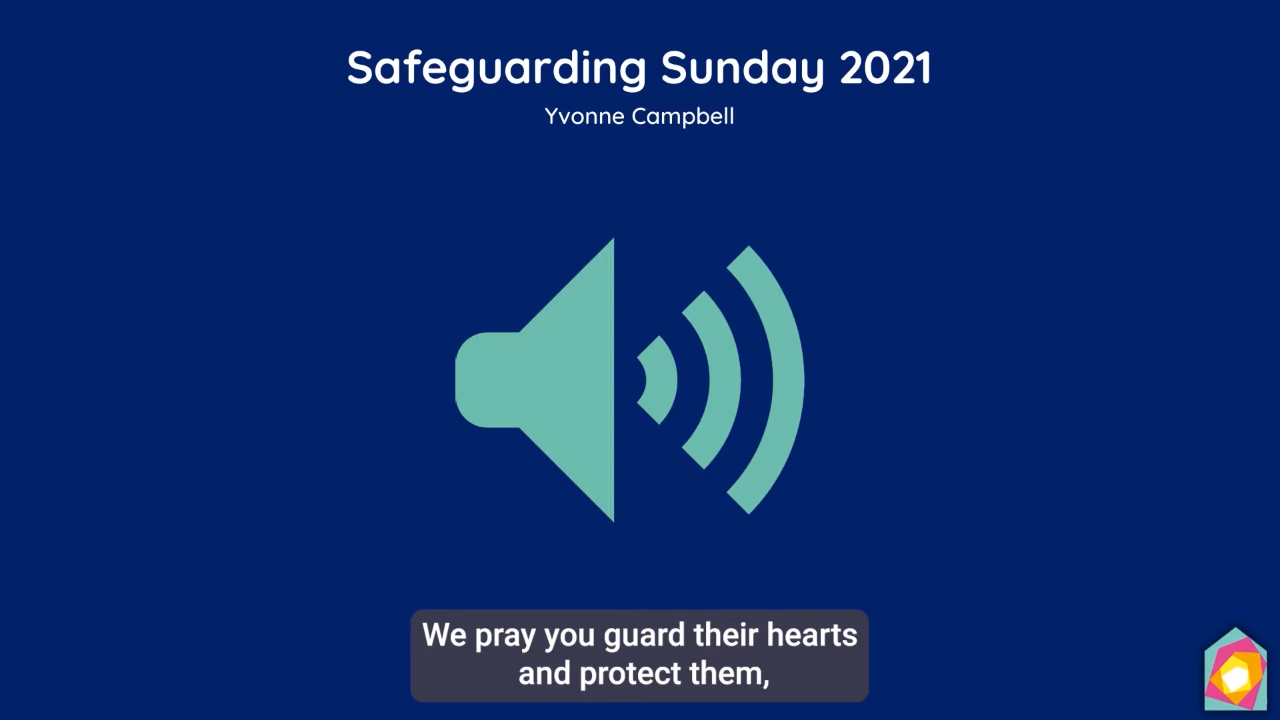 Safeguarding Sunday 2021
Yvonne Campbell
We pray you guard their hearts
and protect them,